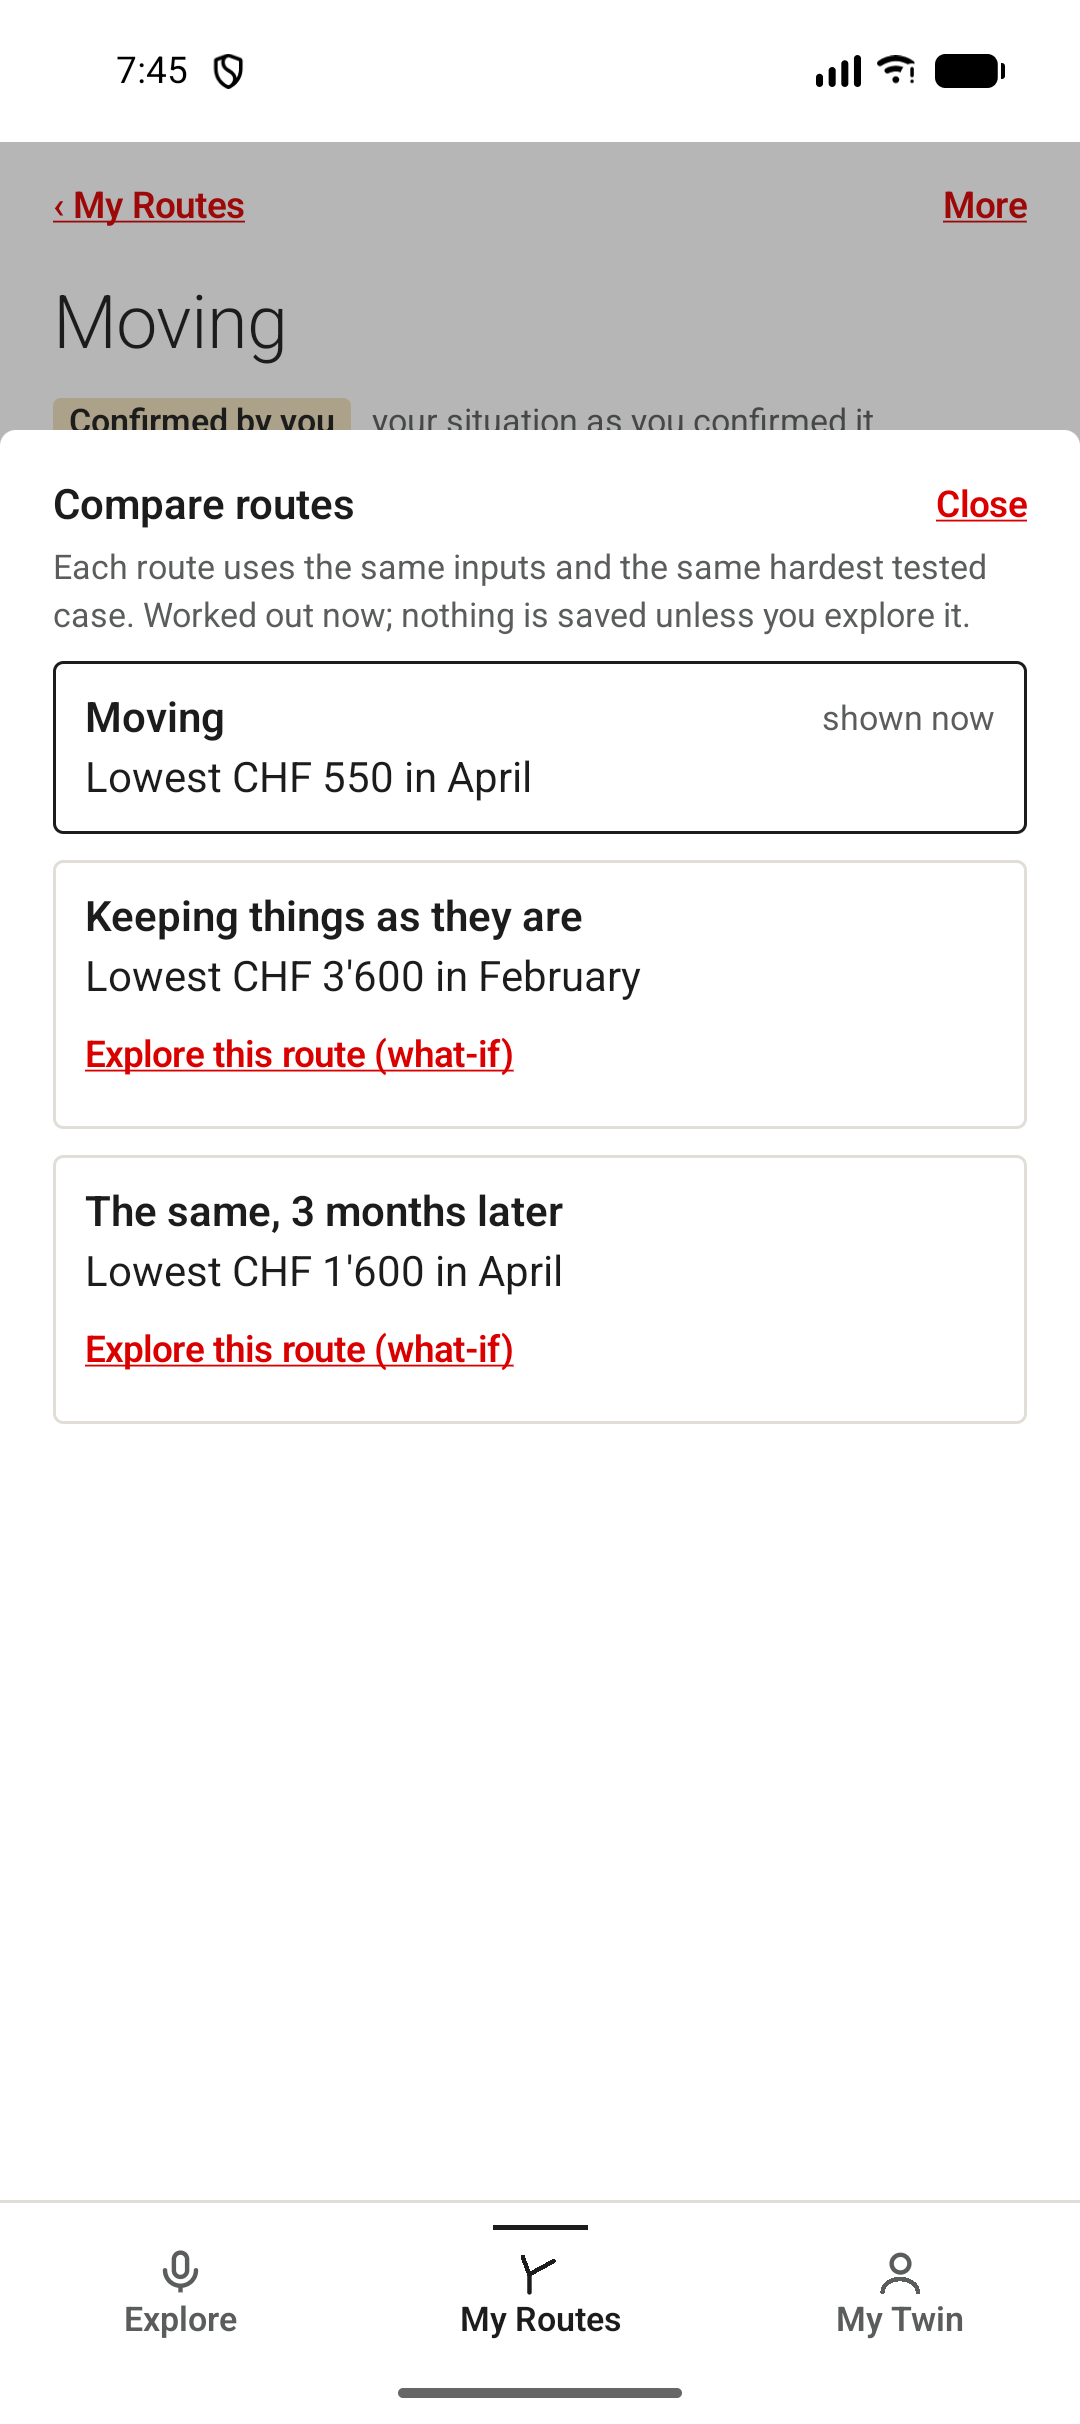 7:45
‹ My Routes
More
Moving
Confirmed by you your situation as you confirmed it
Compare routes
Close
Each route uses the same inputs and the same hardest tested
case. Worked out now; nothing is saved unless you explore it.
Moving
shown now
Lowest CHF 550 in April
Keeping things as they are
Lowest CHF 3'600 in February
Explore this route (what-if)
The same, 3 months later
Lowest CHF 1'600 in April
Explore this route (what-if)
Explore
My Routes
My Twin